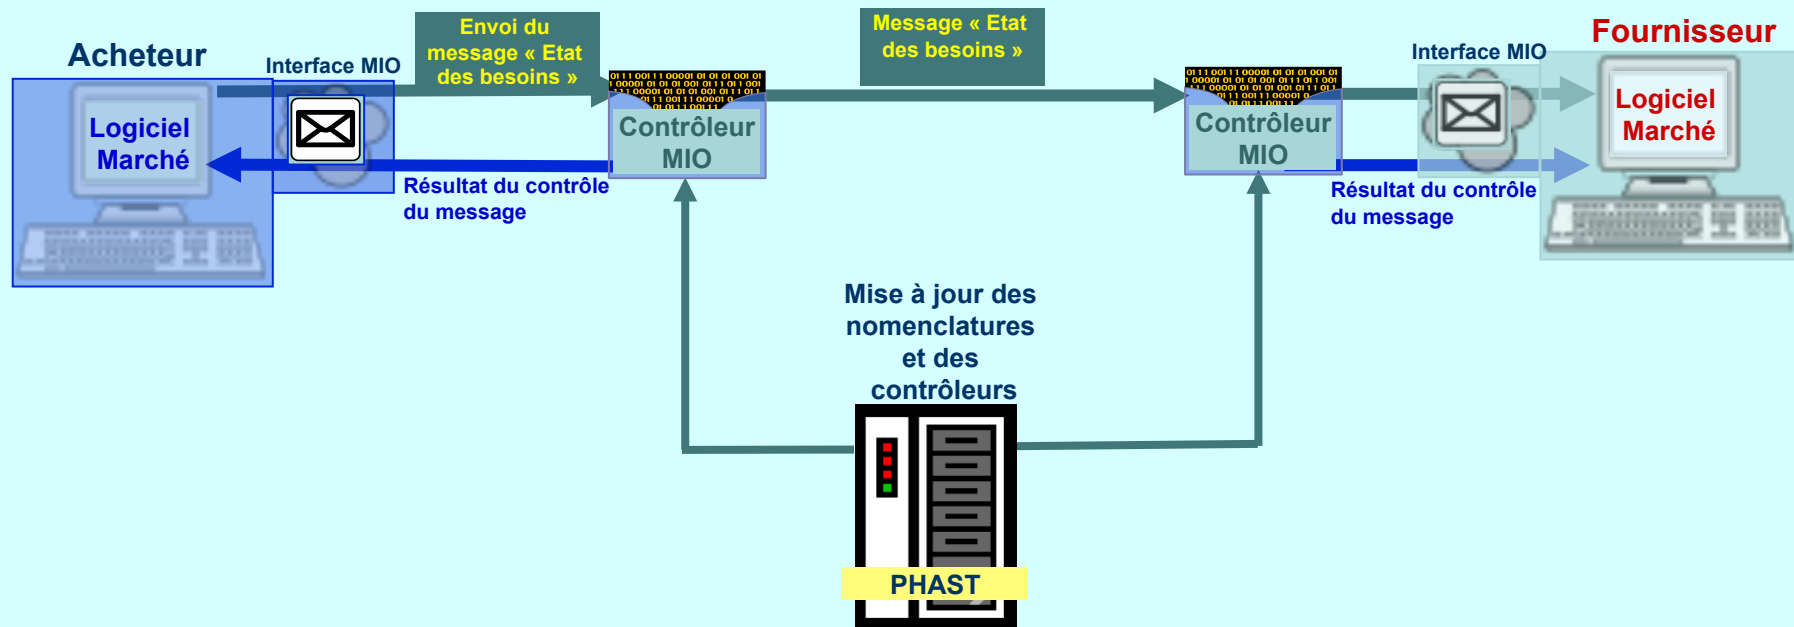 Acheteur
Interface MIO
Envoi du
message « Etat
des besoins »
Message « Etat
des besoins »
Interface MIO
Fournisseur
Logiciel
Marché
Contrôleur
MIO
Contrôleur
MIO
Logiciel
Marché
Résultat du contrôle
du message
Résultat du contrôle
du message
Mise à jour des
nomenclatures
et des
contrôleurs
PHAST